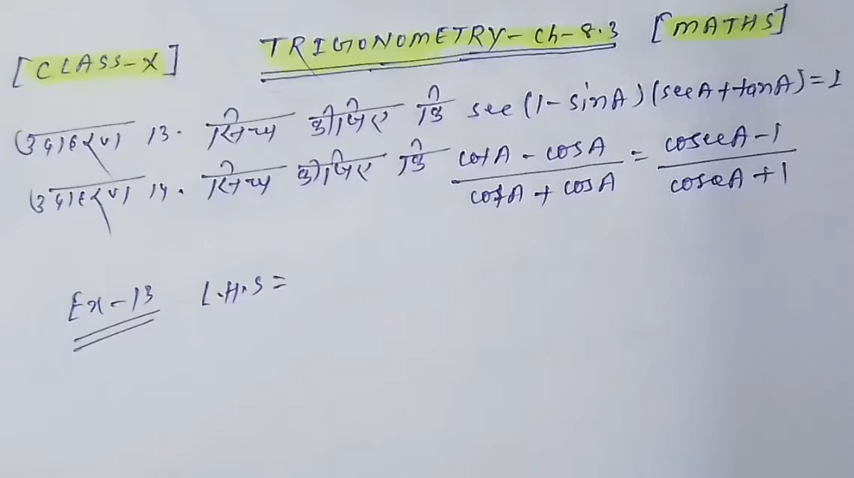 [CLASS-X] TRIGONOMETRY- Ch-8.3 [MATHS]
उदाहरण 13. सिध्द कीजिए कि sec (1-sinA) (secA+tanA)=1
उदाहरण 14. सिध्द कीजिए कि cotA - cosA / cotA + cosA = cosecA-1 / cosecA+1
Ex-13 L.H.S =